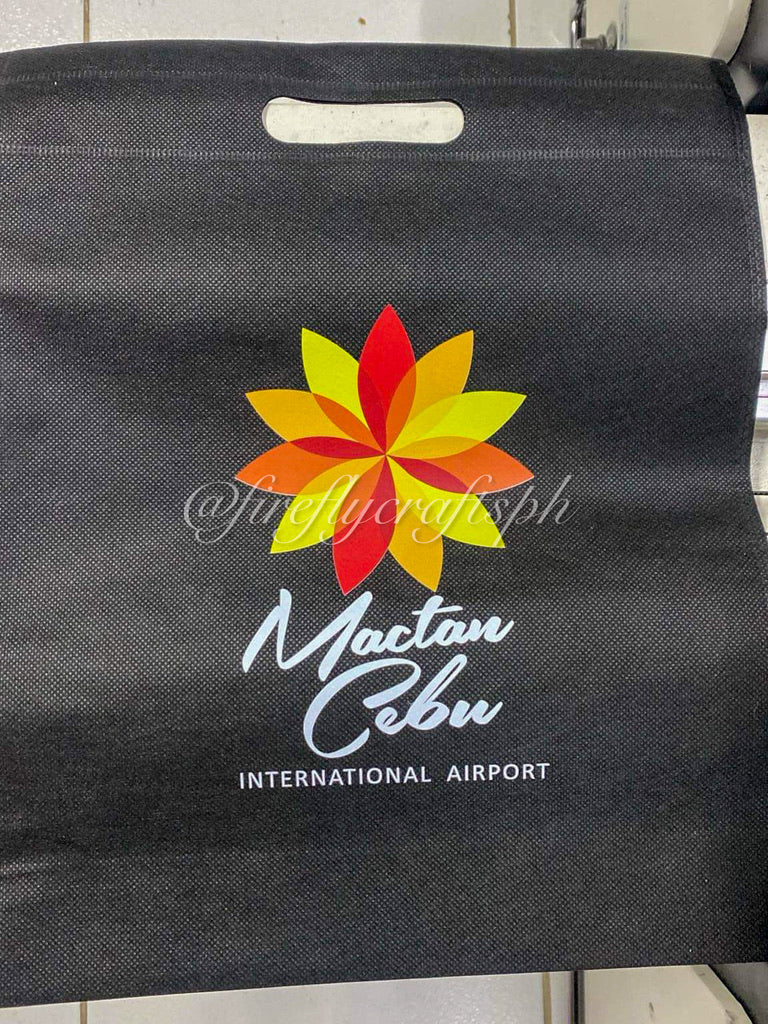 @fireflycraftsph
Mactan
Cebu
INTERNATIONAL AIRPORT